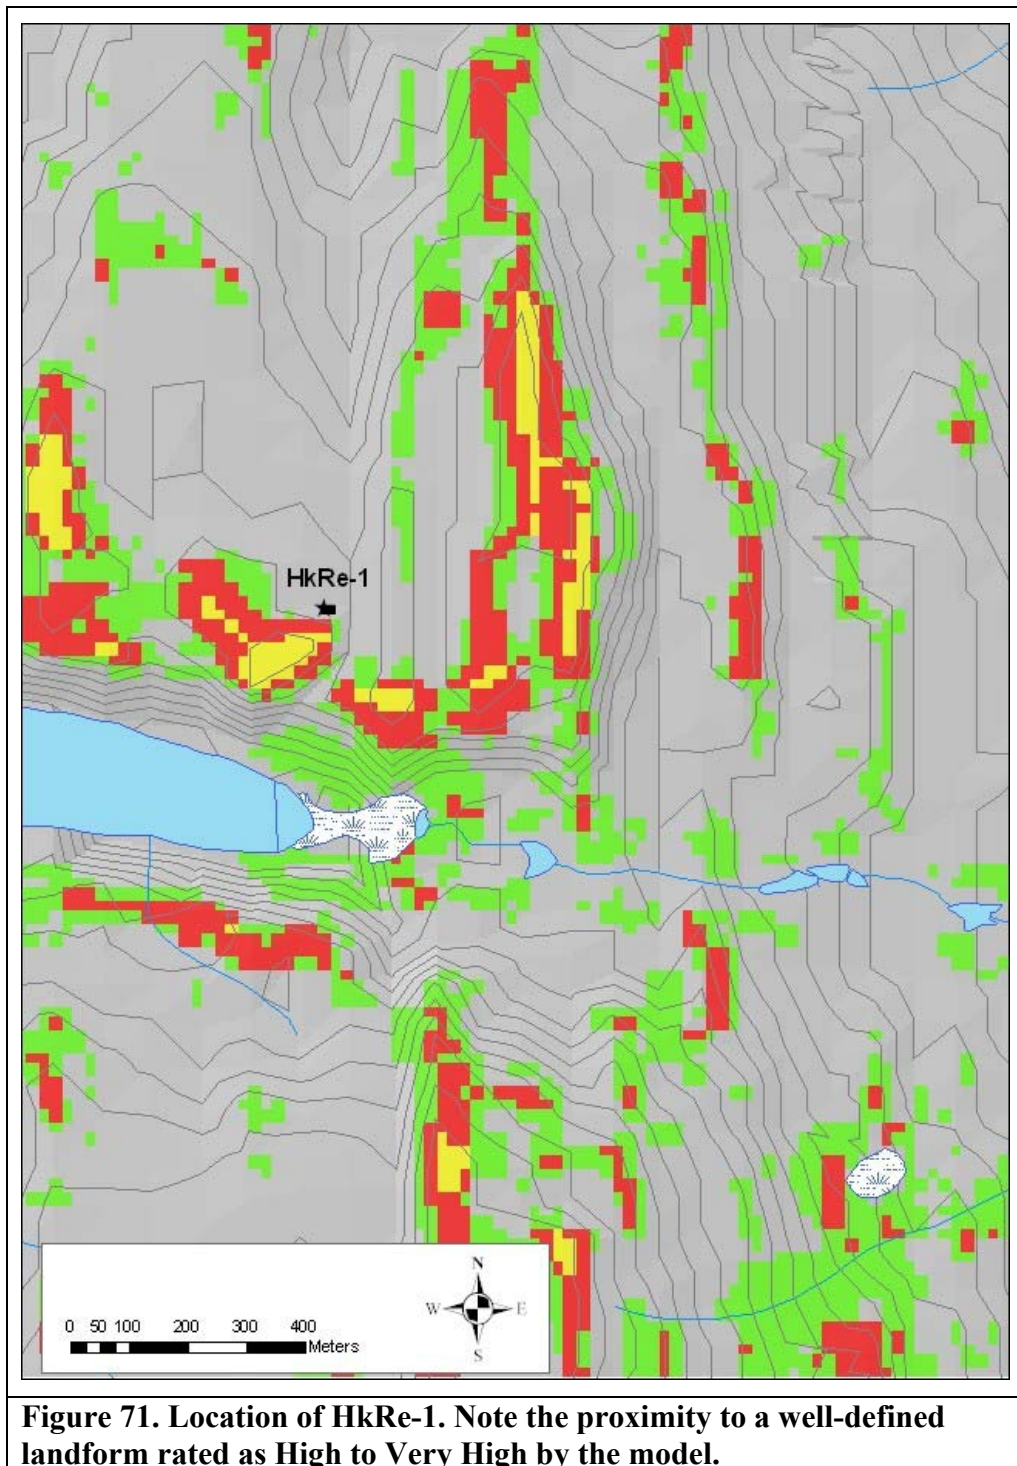 HkRe-1
N
W E
S
0 50 100 200 300 400
Meters
Figure 71. Location of HkRe-1. Note the proximity to a well-defined
landform rated as High to Very High by the model.